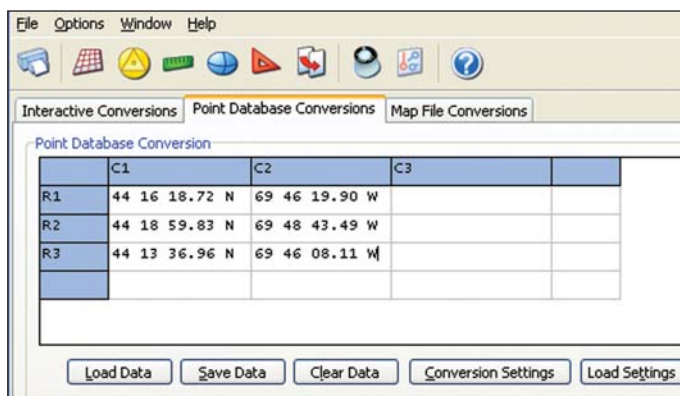 File Options Window Help
Interactive Conversions Point Database Conversions Map File Conversions
Point Database Conversion
C1 C2 C3
R1 44 16 18.72 N 69 46 19.90 W
R2 44 18 59.83 N 69 48 43.49 W
R3 44 13 36.96 N 69 46 08.11 W
Load Data Save Data Clear Data Conversion Settings Load Settings